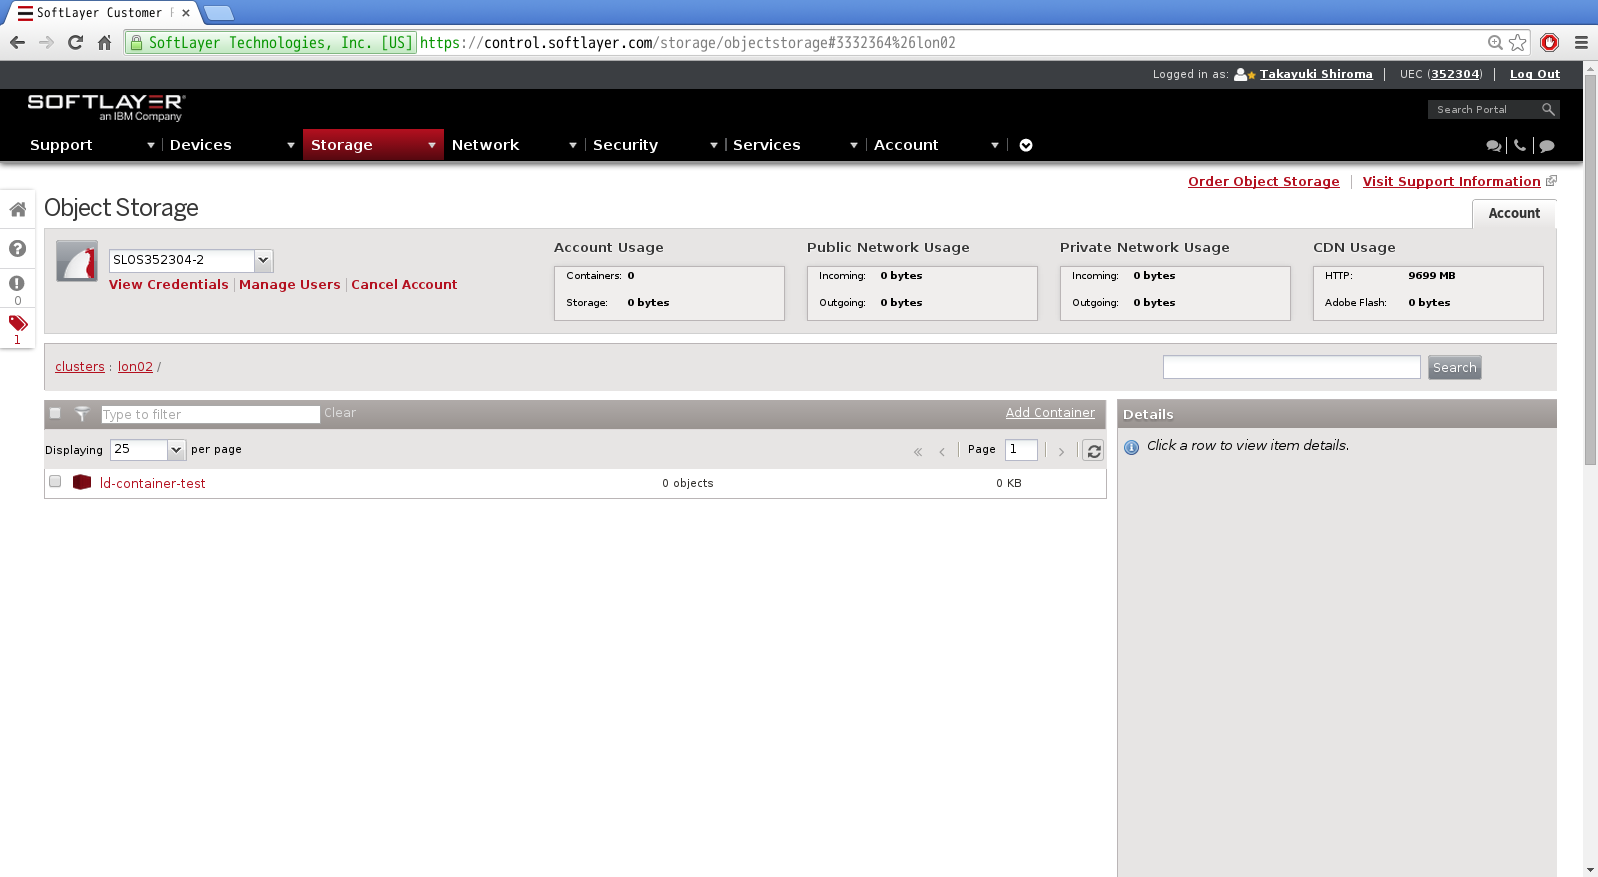 SoftLayer Customer
SoftLayer Technologies, Inc. [US] https://control.softlayer.com/storage/objectstorage#3332364%26lon02
Logged in as: Takayuki Shiroma | UEC (352304) | Log Out
SOFTLAYER®
an IBM Company
Search Portal
Support Devices Storage Network Security Services Account
Order Object Storage | Visit Support Information
Object Storage
Account
SLOS352304-2
View Credentials | Manage Users | Cancel Account
Account Usage
Containers: 0
Storage: 0 bytes
Public Network Usage
Incoming: 0 bytes
Outgoing: 0 bytes
Private Network Usage
Incoming: 0 bytes
Outgoing: 0 bytes
CDN Usage
HTTP: 9699 MB
Adobe Flash: 0 bytes
0
1
clusters : lon02 /
Search
Type to filter Clear Add Container
Displaying 25 per page « ‹ Page 1 ›
ld-container-test 0 objects 0 KB
Details
Click a row to view item details.